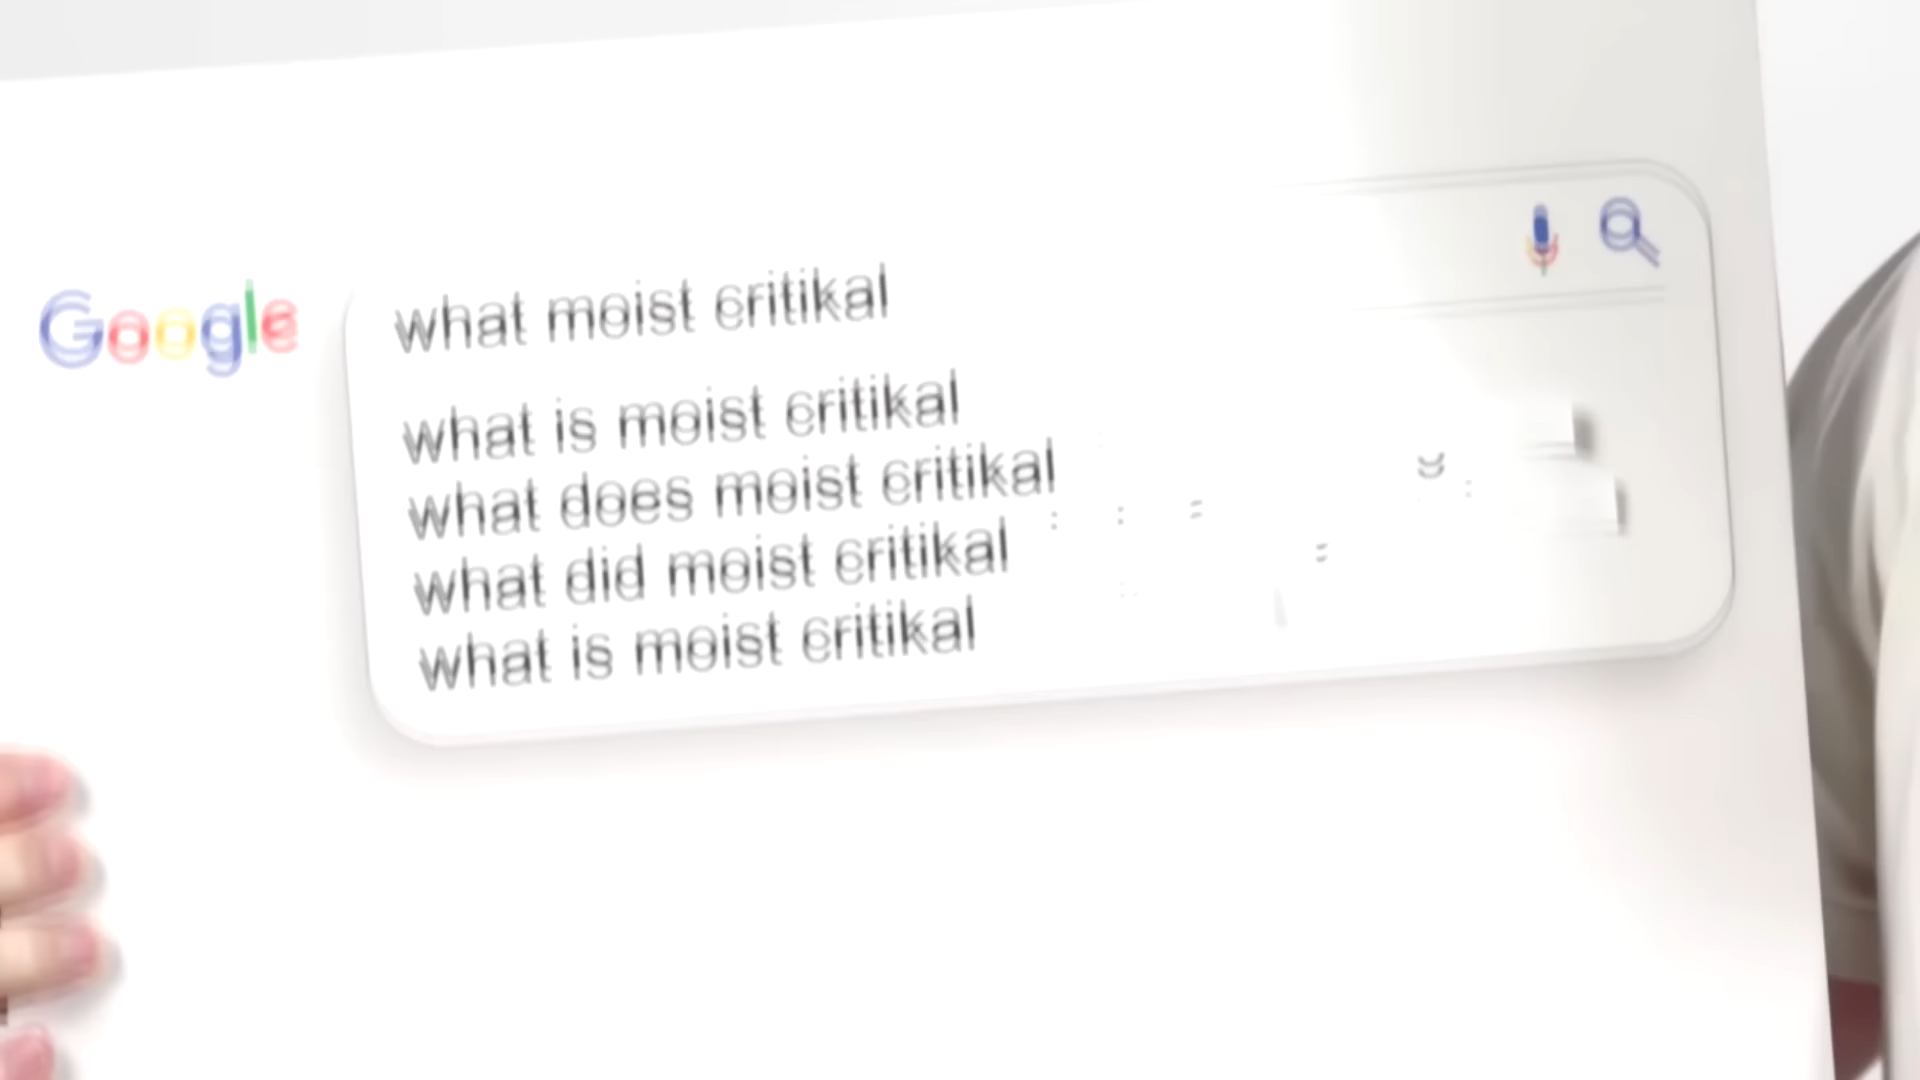 Google
what moist critikal
what is moist critikal
what does moist critikal
what did moist critikal
what is moist critikal